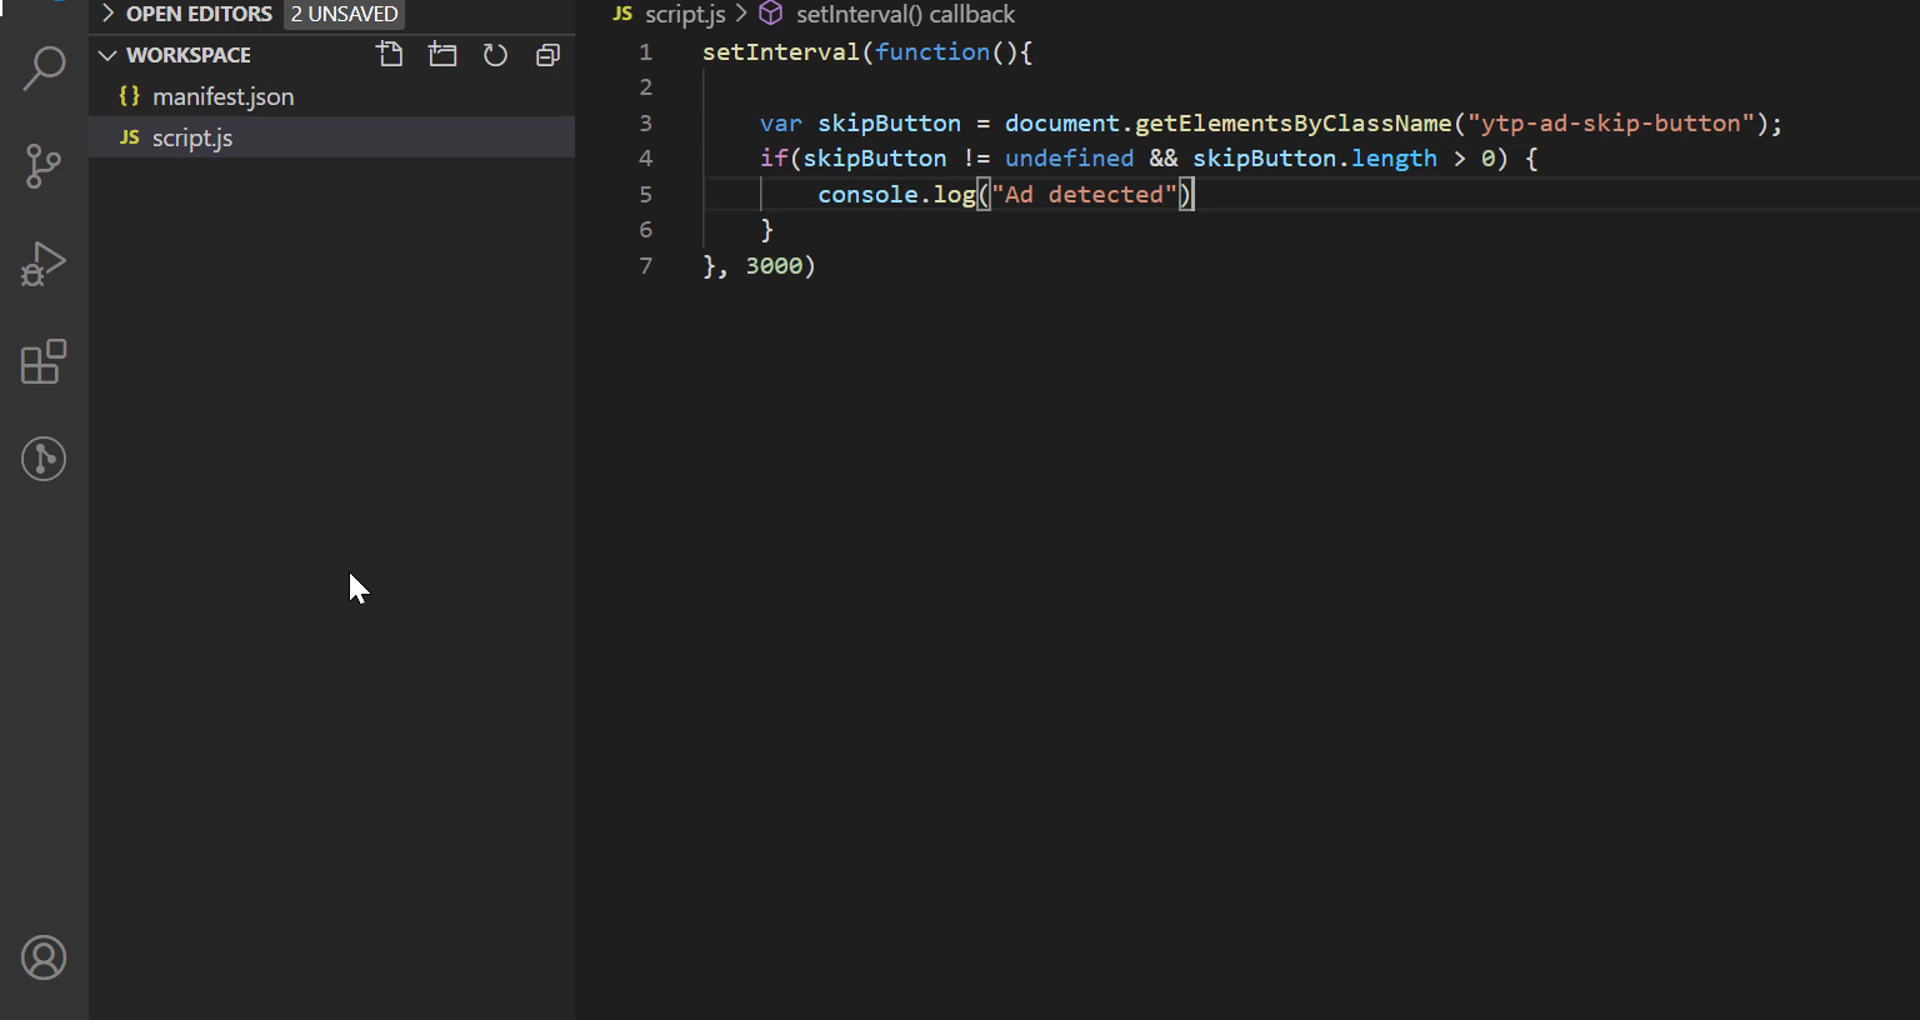 OPEN EDITORS 2 UNSAVED
WORKSPACE
{} manifest.json
JS script.js
JS script.js > setInterval() callback
1 setInterval(function(){
2
3 var skipButton = document.getElementsByClassName("ytp-ad-skip-button");
4 if(skipButton != undefined && skipButton.length > 0) {
5 console.log("Ad detected")
6 }
7 }, 3000)